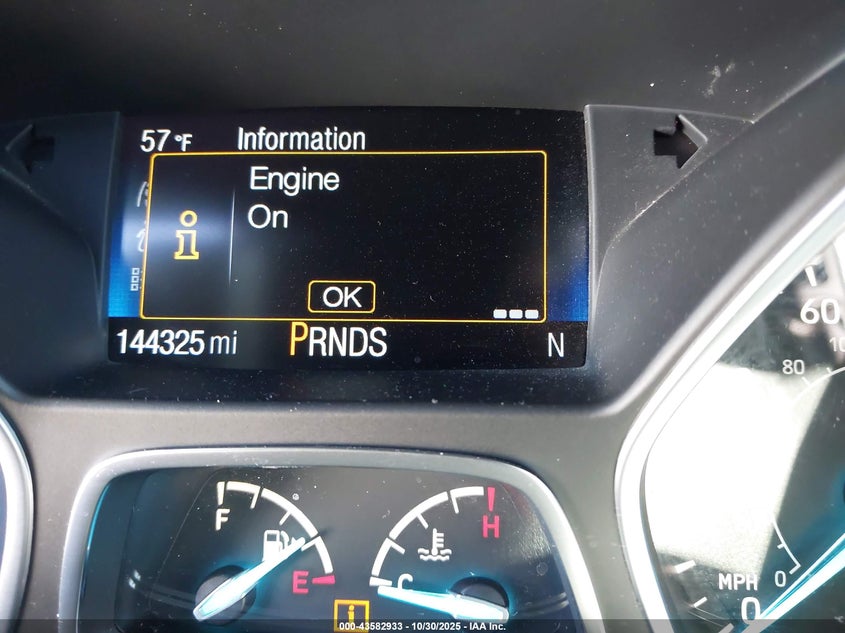 57 °F Information
Engine
On
OK
144325 mi PRNDS N
F
E
H
C
60
80
MPH 0
0
000-43582933 - 10/30/2025 - IAA Inc.